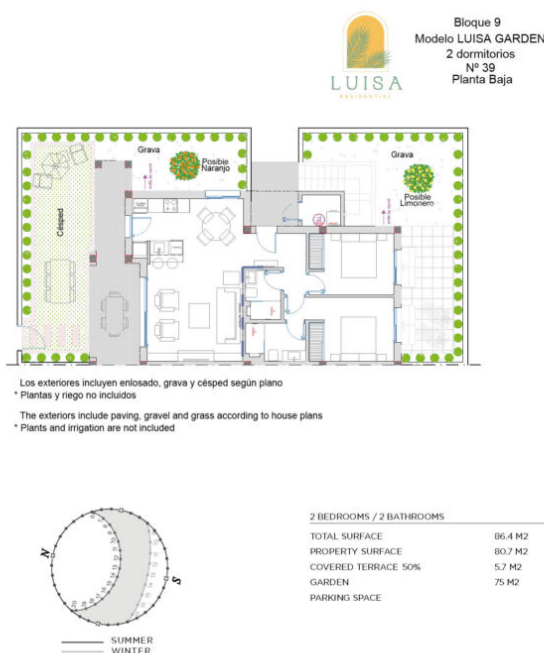 Bloque 9
Modelo LUISA GARDEN
2 dormitorios
Nº 39
Planta Baja
LUISA
RESIDENTIAL
Grava
Posible
Naranjo
Grava
Posible
Limonero
Césped
Los exteriores incluyen enlosado, grava y césped según plano
* Plantas y riego no incluidos
The exteriors include paving, gravel and grass according to house plans
* Plants and irrigation are not included
N
S
SUMMER
WINTER
2 BEDROOMS / 2 BATHROOMS
TOTAL SURFACE 86.4 M2
PROPERTY SURFACE 80.7 M2
COVERED TERRACE 50% 5.7 M2
GARDEN 75 M2
PARKING SPACE